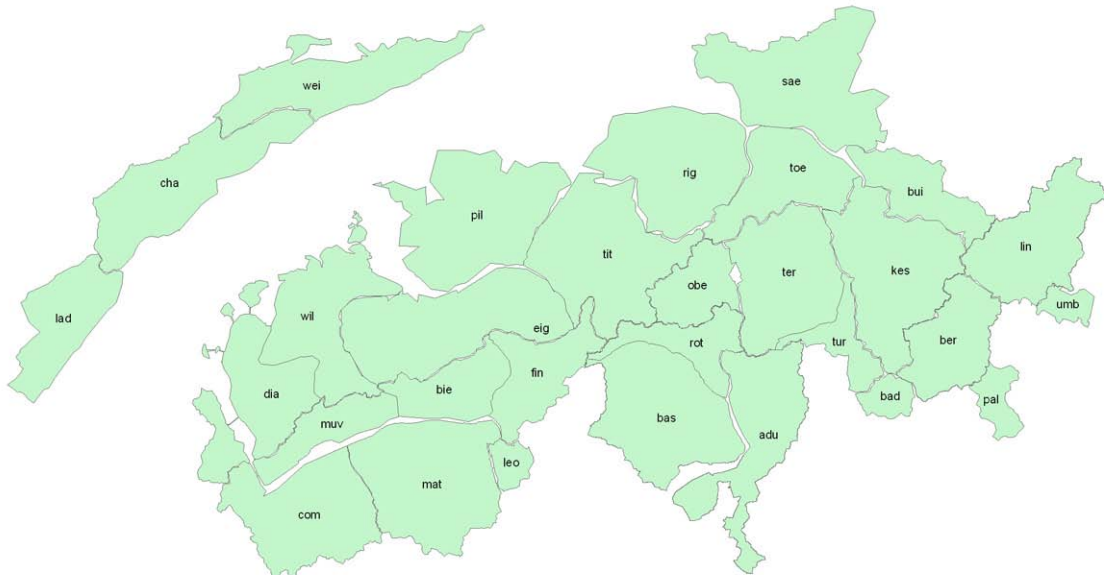 wei
sae
cha
rig
toe
bui
pil
tit
lin
ter
kes
obe
umb
lad
wil
eig
rot
tur
ber
fin
dia
bie
bad
pal
muv
bas
adu
leo
mat
com